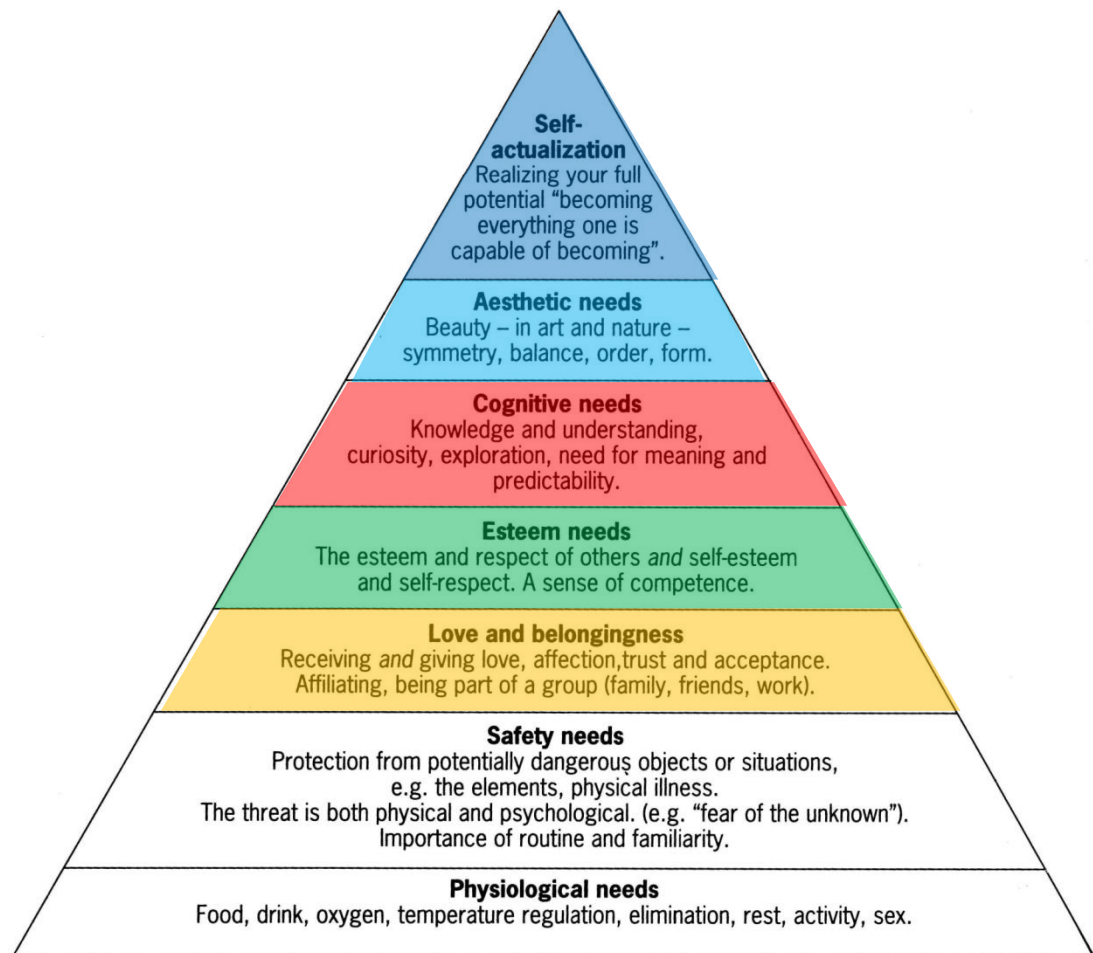 Self-
actualization
Realizing your full
potential “becoming
everything one is
capable of becoming”.
Aesthetic needs
Beauty – in art and nature –
symmetry, balance, order, form.
Cognitive needs
Knowledge and understanding,
curiosity, exploration, need for meaning and
predictability.
Esteem needs
The esteem and respect of others and self-esteem
and self-respect. A sense of competence.
Love and belongingness
Receiving and giving love, affection,trust and acceptance.
Affiliating, being part of a group (family, friends, work).
Safety needs
Protection from potentially dangerous objects or situations,
e.g. the elements, physical illness.
The threat is both physical and psychological. (e.g. “fear of the unknown”).
Importance of routine and familiarity.
Physiological needs
Food, drink, oxygen, temperature regulation, elimination, rest, activity, sex.